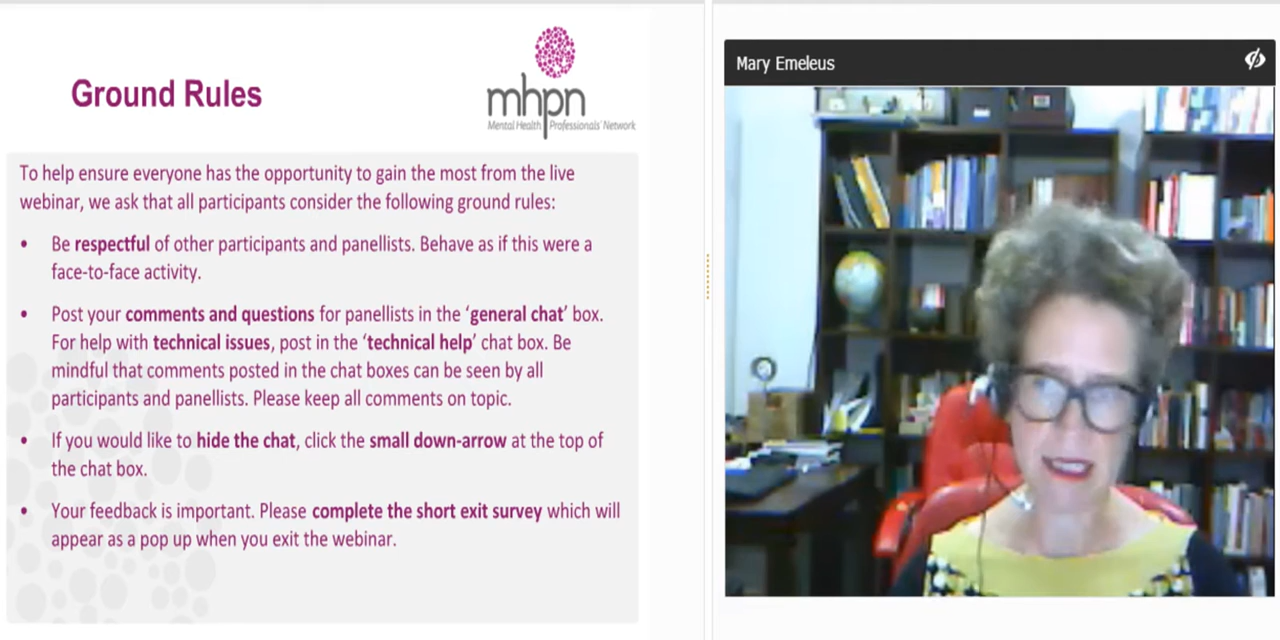 Ground Rules
mhpn
Mental Health Professionals' Network
To help ensure everyone has the opportunity to gain the most from the live
webinar, we ask that all participants consider the following ground rules:
• Be respectful of other participants and panellists. Behave as if this were a
face-to-face activity.
• Post your comments and questions for panellists in the ‘general chat’ box.
For help with technical issues, post in the ‘technical help’ chat box. Be
mindful that comments posted in the chat boxes can be seen by all
participants and panellists. Please keep all comments on topic.
• If you would like to hide the chat, click the small down-arrow at the top of
the chat box.
• Your feedback is important. Please complete the short exit survey which will
appear as a pop up when you exit the webinar.
Mary Emeleus